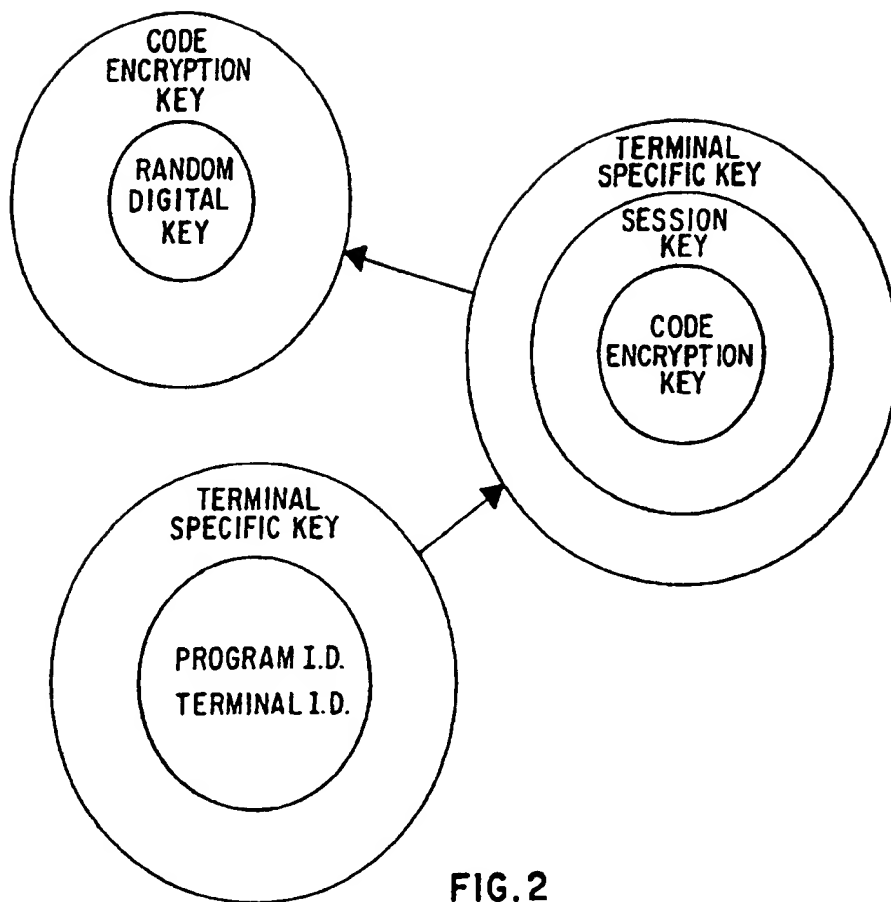 CODE
ENCRYPTION
KEY
RANDOM
DIGITAL
KEY
TERMINAL
SPECIFIC KEY
SESSION
KEY
CODE
ENCRYPTION
KEY
TERMINAL
SPECIFIC KEY
PROGRAM I.D.
TERMINAL I.D.
FIG.2